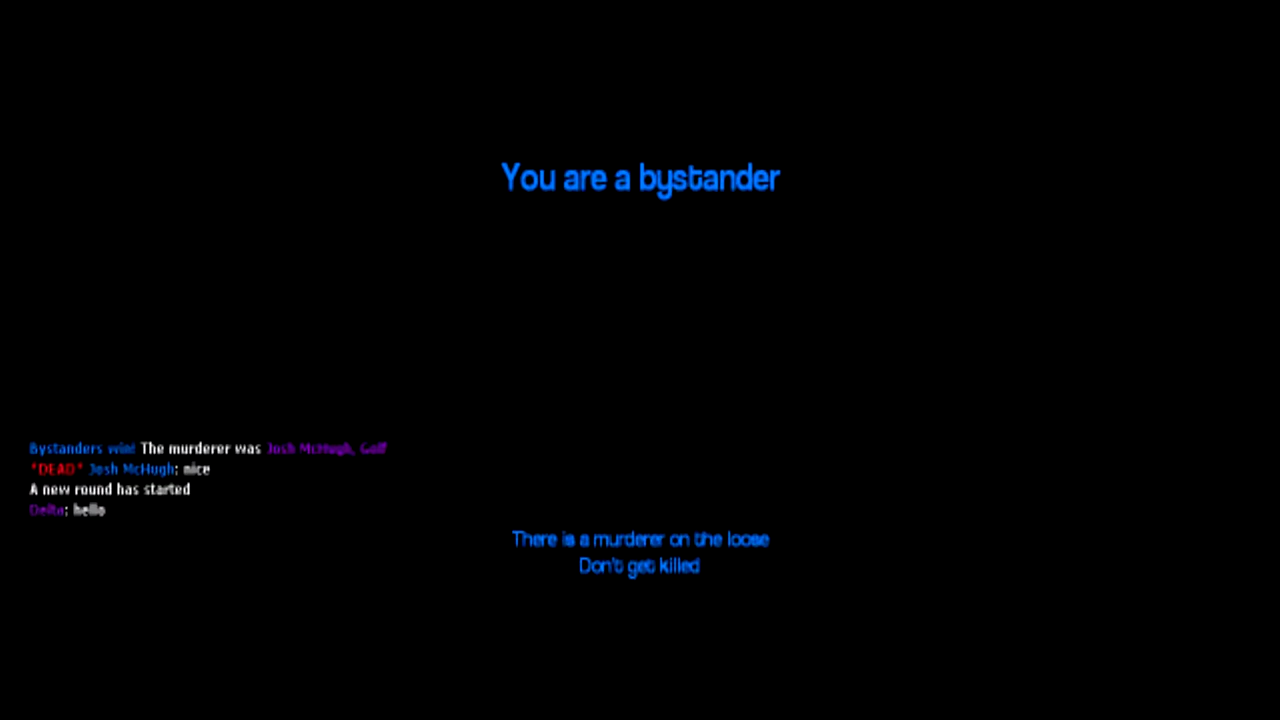 You are a bystander
Bystanders win! The murderer was Josh McHugh, Golf
*DEAD* Josh McHugh: nice
A new round has started
Delta: hello
There is a murderer on the loose
Don't get killed